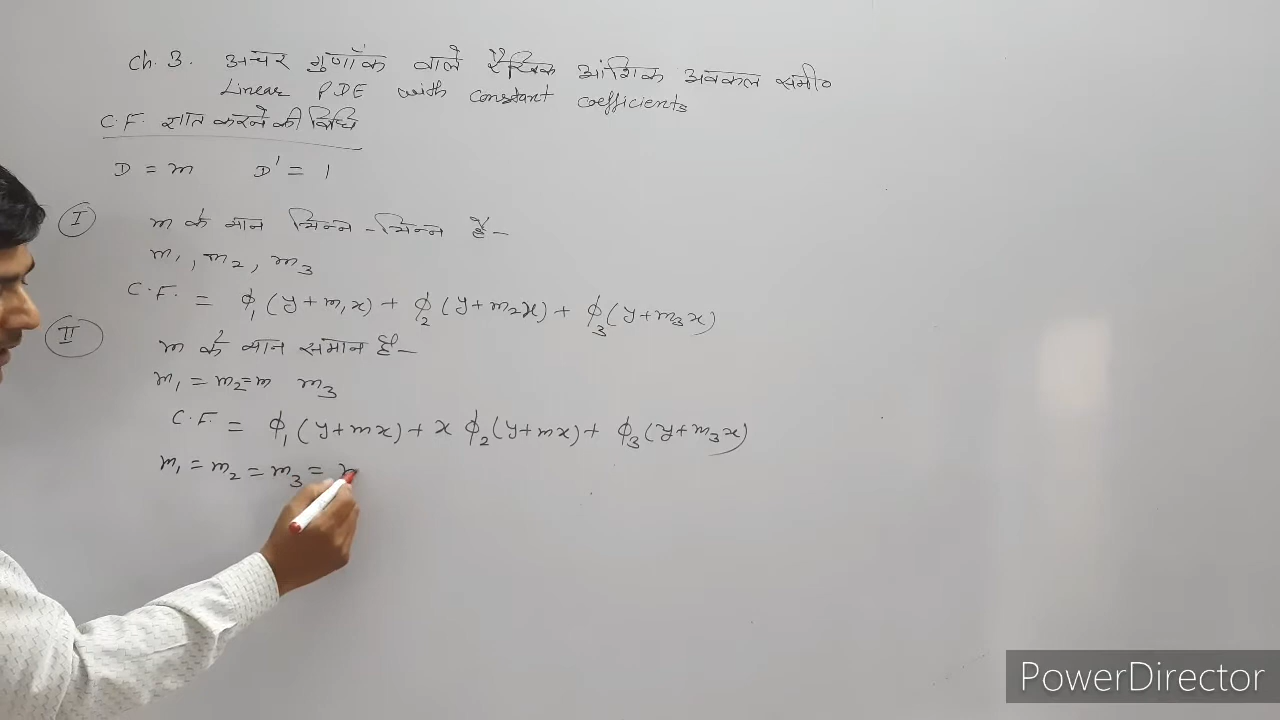 Ch. 3. अचर गुणाँक वाले रैखिक आंशिक अवकल समी०
Linear PDE with constant coefficients
C.F. ज्ञात करने की विधि
D = m D' = 1
I m के मान भिन्न-भिन्न है-
m₁, m₂, m₃
C.F. = ϕ₁(y+m₁x) + ϕ₂(y+m₂x) + ϕ₃(y+m₃x)
II m के मान समान है-
m₁ = m₂ = m m₃
C.F. = ϕ₁(y+mx) + x ϕ₂(y+mx) + ϕ₃(y+m₃x)
m₁ = m₂ = m₃ =
PowerDirector